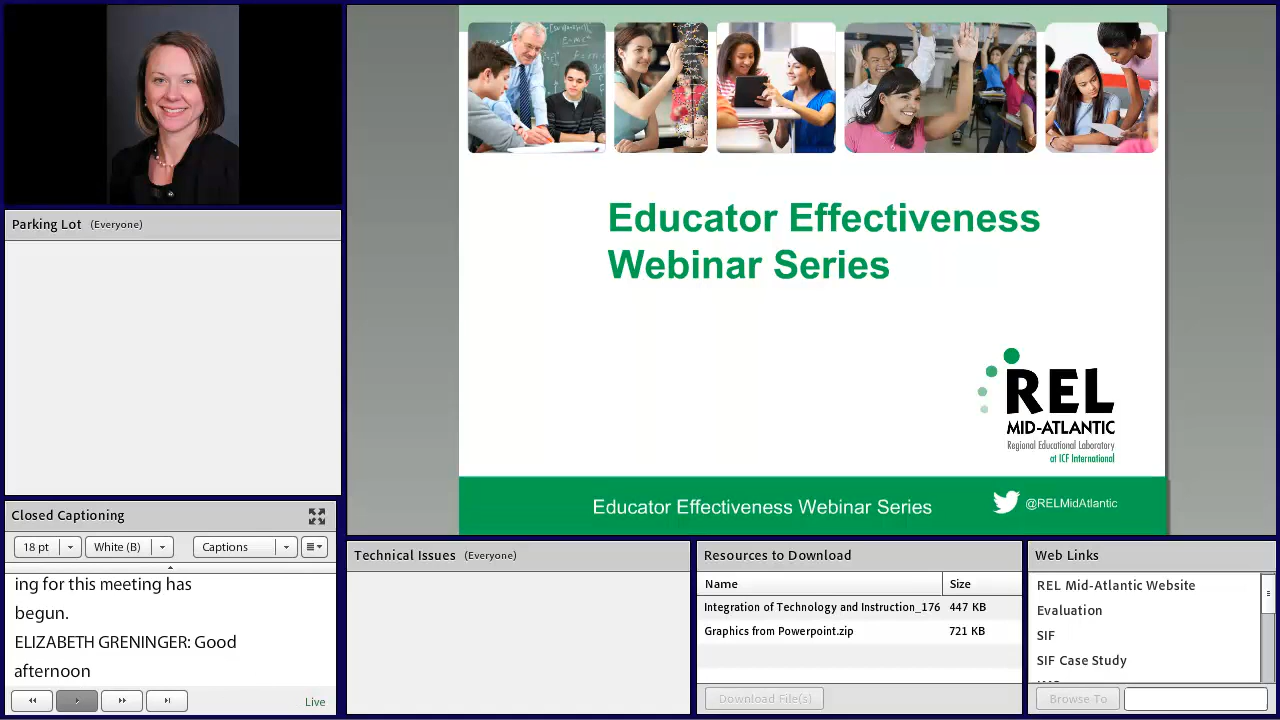 Parking Lot (Everyone)
Closed Captioning
18 pt White (B) Captions
ing for this meeting has
begun.
ELIZABETH GRENINGER: Good
afternoon
Live
Educator Effectiveness
Webinar Series
REL
MID-ATLANTIC
Regional Educational Laboratory
at ICF International
Educator Effectiveness Webinar Series
@RELMidAtlantic
Technical Issues (Everyone)
Resources to Download
Name Size
Integration of Technology and Instruction_176 447 KB
Graphics from Powerpoint.zip 721 KB
Download File(s)
Web Links
REL Mid-Atlantic Website
Evaluation
SIF
SIF Case Study
Browse To